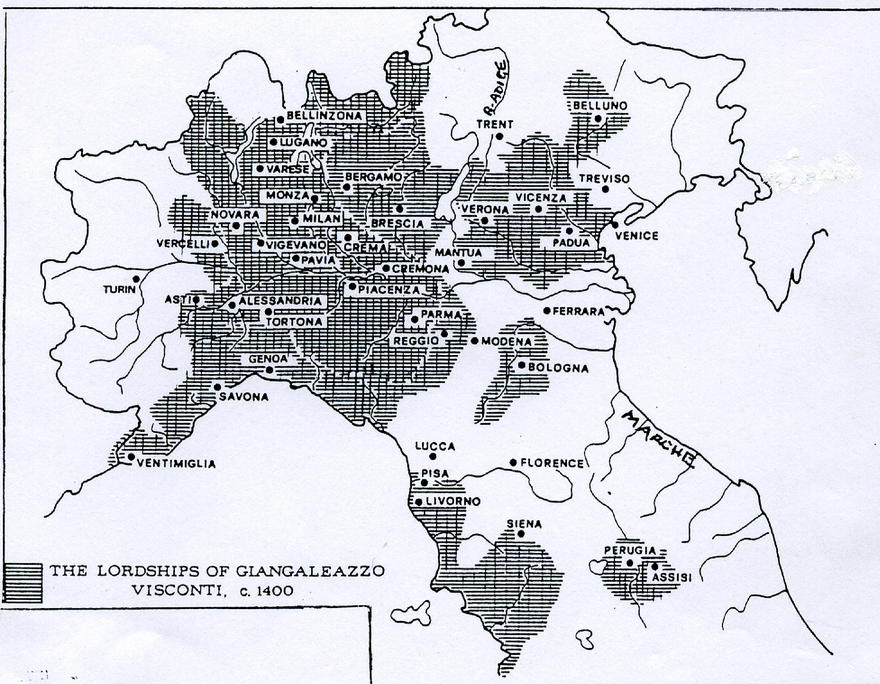 R. ADIGE
BELLUNO
BELLINZONA
TRENT
LUGANO
VARESE
BERGAMO
TREVISO
MONZA
VICENZA
NOVARA
MILAN
VERONA
BRESCIA
VENICE
VERCELLI
VIGEVANO
CREMA
PADUA
PAVIA
MANTUA
CREMONA
TURIN
PIACENZA
ASTI
ALESSANDRIA
FERRARA
TORTONA
PARMA
REGGIO
MODENA
GENOA
BOLOGNA
SAVONA
MARCHE
LUCCA
VENTIMIGLIA
FLORENCE
PISA
LIVORNO
SIENA
PERUGIA
ASSISI
THE LORDSHIPS OF GIANGALEAZZO
VISCONTI, c. 1400